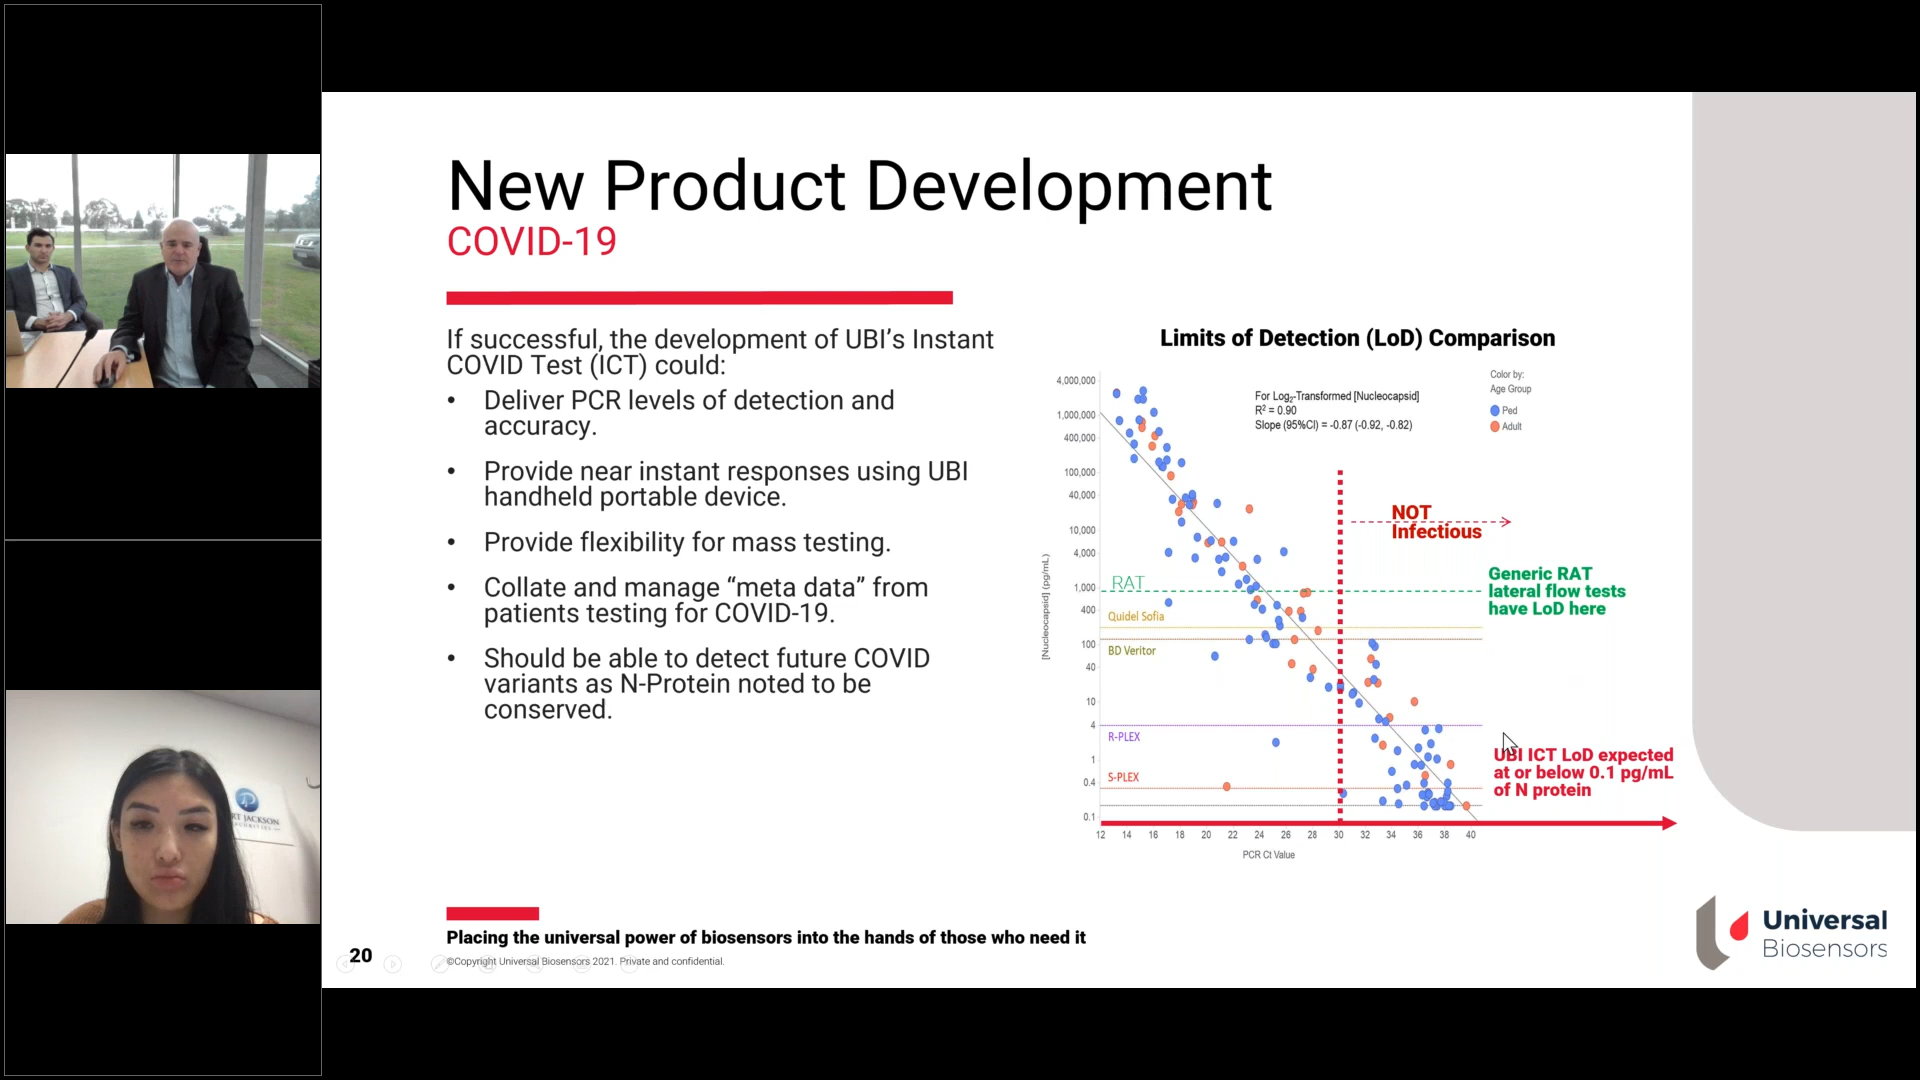 New Product Development
COVID-19
If successful, the development of UBI's Instant
COVID Test (ICT) could:
• Deliver PCR levels of detection and
accuracy.
• Provide near instant responses using UBI
handheld portable device.
• Provide flexibility for mass testing.
• Collate and manage “meta data” from
patients testing for COVID-19.
• Should be able to detect future COVID
variants as N-Protein noted to be
conserved.
Limits of Detection (LoD) Comparison
Color by:
Age Group
Ped
Adult
For Log2-Transformed [Nucleocapsid]
R² = 0.90
Slope (95%CI) = -0.87 (-0.92, -0.82)
4,000,000
1,000,000
400,000
100,000
40,000
10,000
4,000
1,000
400
100
40
10
4
1
0.4
0.1
[Nucleocapsid] (pg/mL)
NOT
Infectious
RAT
Quidel Sofia
BD Veritor
R-PLEX
S-PLEX
Generic RAT
lateral flow tests
have LoD here
UBI ICT LoD expected
at or below 0.1 pg/mL
of N protein
12 14 16 18 20 22 24 26 28 30 32 34 36 38 40
PCR Ct Value
Placing the universal power of biosensors into the hands of those who need it
20
©Copyright Universal Biosensors 2021. Private and confidential.
Universal
Biosensors
JACKSON